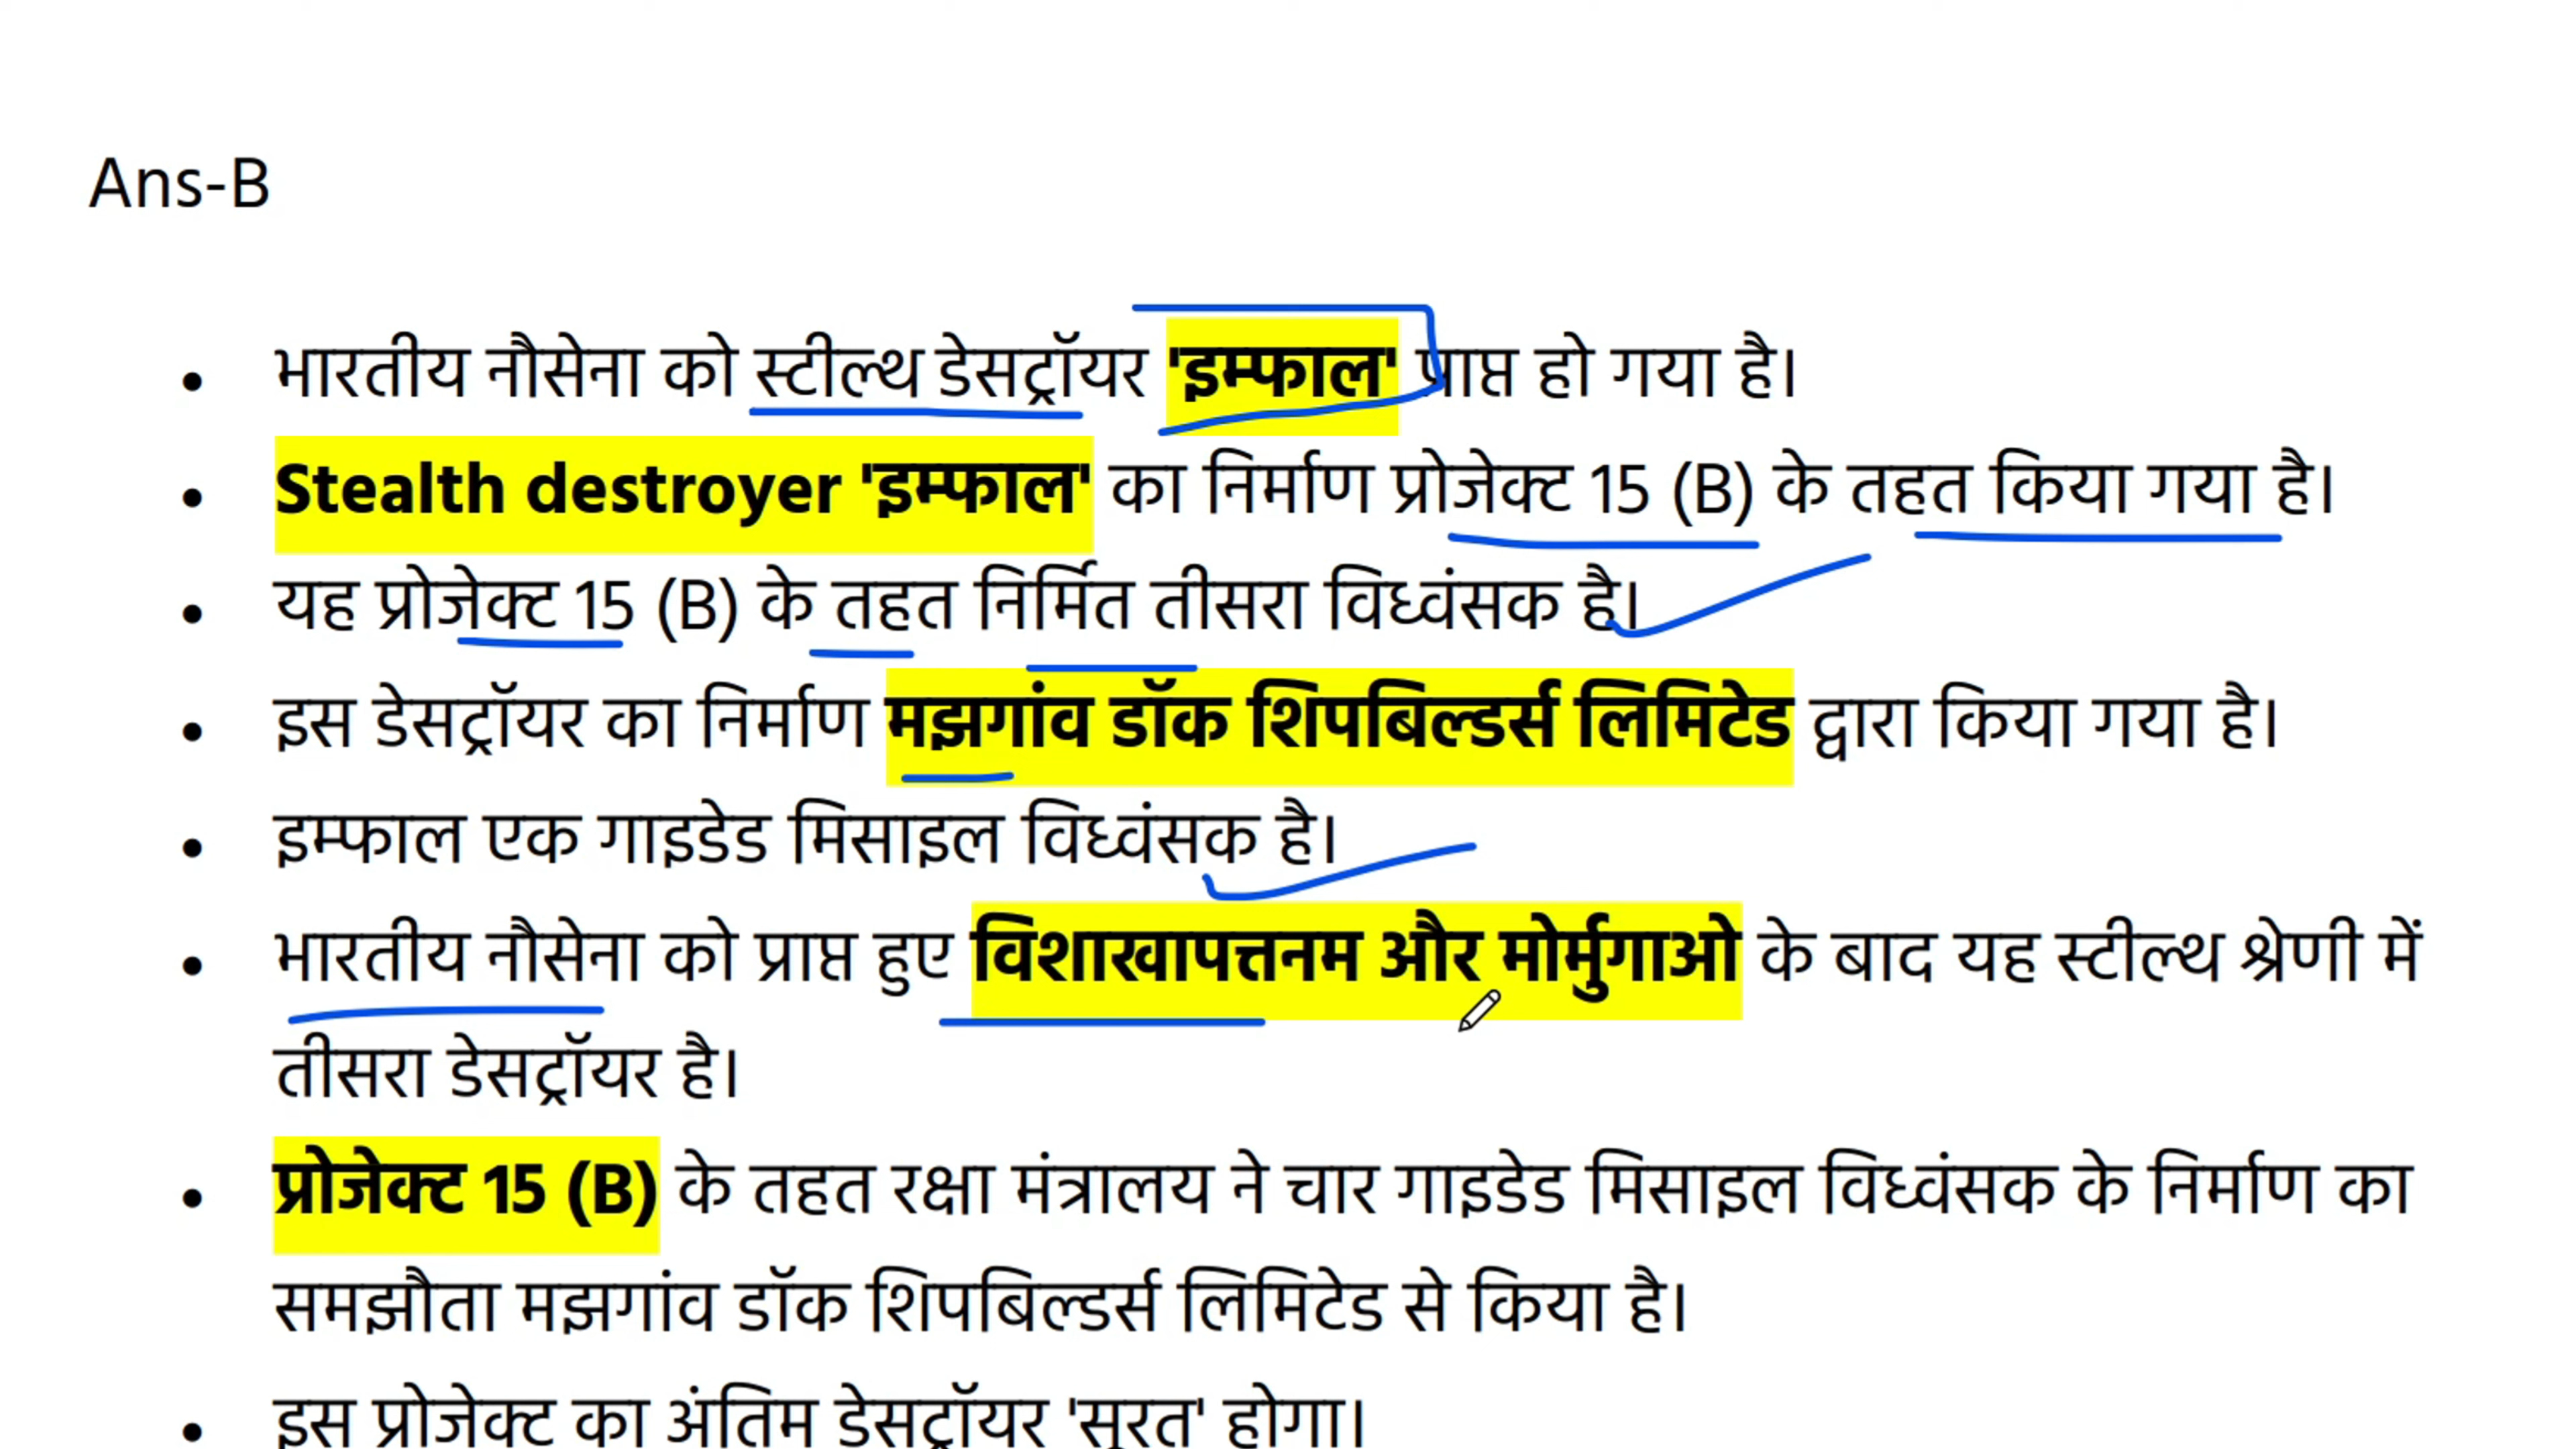 Ans-B
• भारतीय नौसेना को स्टील्थ डेसट्रॉयर 'इम्फाल' प्राप्त हो गया है।
• Stealth destroyer 'इम्फाल' का निर्माण प्रोजेक्ट 15 (B) के तहत किया गया है।
• यह प्रोजेक्ट 15 (B) के तहत निर्मित तीसरा विध्वंसक है।
• इस डेसट्रॉयर का निर्माण मझगांव डॉक शिपबिल्डर्स लिमिटेड द्वारा किया गया है।
• इम्फाल एक गाइडेड मिसाइल विध्वंसक है।
• भारतीय नौसेना को प्राप्त हुए विशाखापत्तनम और मोर्मुगाओ के बाद यह स्टील्थ श्रेणी में
तीसरा डेसट्रॉयर है।
• प्रोजेक्ट 15 (B) के तहत रक्षा मंत्रालय ने चार गाइडेड मिसाइल विध्वंसक के निर्माण का
समझौता मझगांव डॉक शिपबिल्डर्स लिमिटेड से किया है।
• इस प्रोजेक्ट का अंतिम डेसट्रॉयर 'सूरत' होगा।